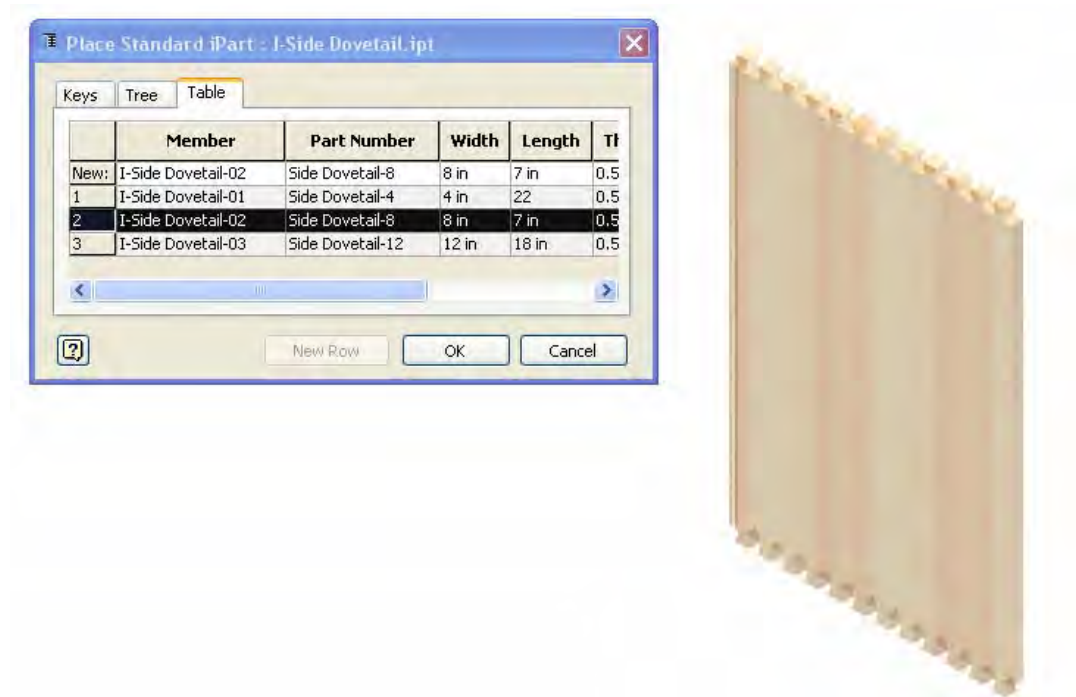 Place Standard iPart : I-Side Dovetail.ipt
Keys Tree Table
Member Part Number Width Length Th
New: I-Side Dovetail-02 Side Dovetail-8 8 in 7 in 0.5
1 I-Side Dovetail-01 Side Dovetail-4 4 in 22 0.5
2 I-Side Dovetail-02 Side Dovetail-8 8 in 7 in 0.5
3 I-Side Dovetail-03 Side Dovetail-12 12 in 18 in 0.5
? New Row OK Cancel